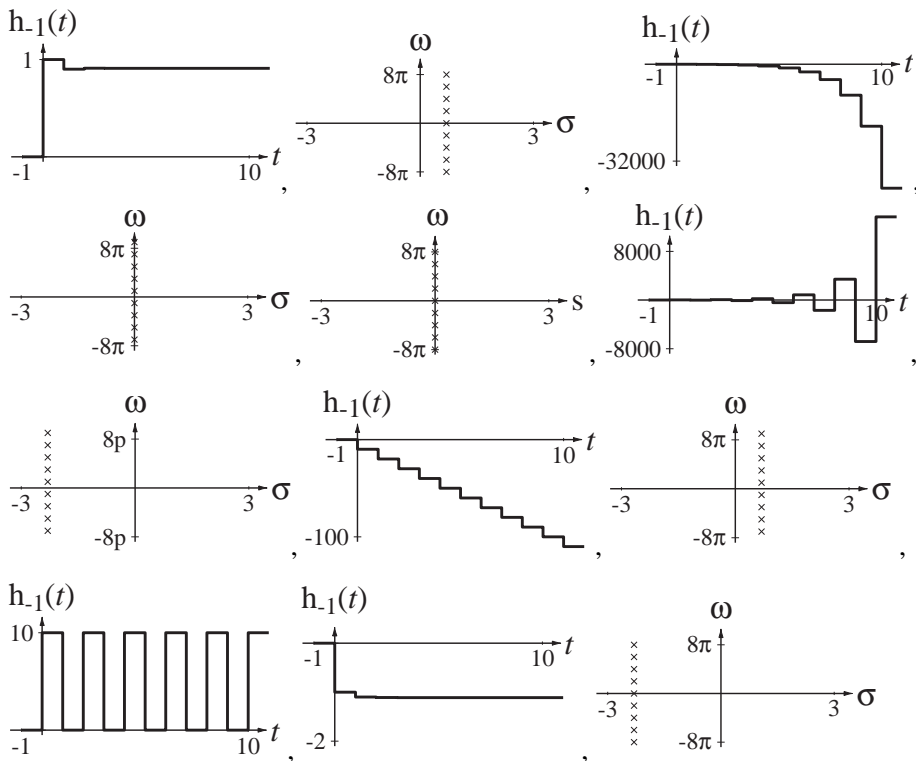 h-1(t)
1
-1
10
t
,
ω
8π
-3
3
σ
-8π
,
h-1(t)
-1
10
t
-32000
,
ω
8π
-3
3
σ
-8π
,
ω
8π
-3
3
s
-8π
,
h-1(t)
8000
-1
10
t
-8000
,
ω
8p
-3
3
σ
-8p
,
h-1(t)
-1
10
t
-100
,
ω
8π
-3
3
σ
-8π
,
h-1(t)
10
-1
10
t
,
h-1(t)
-1
10
t
-2
,
ω
8π
-3
3
σ
-8π